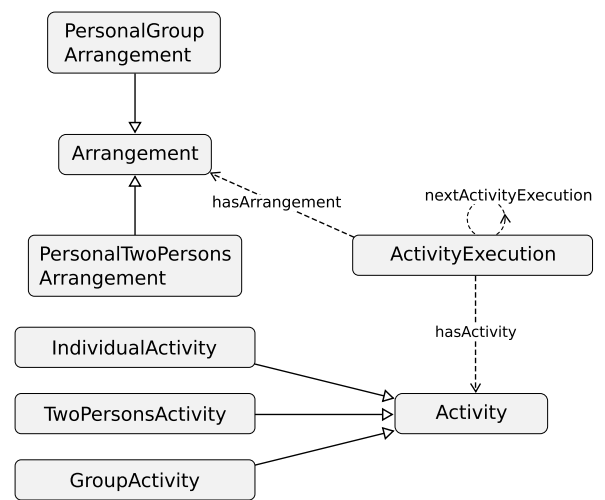 PersonalGroup
Arrangement
Arrangement
hasArrangement
nextActivityExecution
PersonalTwoPersons
Arrangement
ActivityExecution
hasActivity
IndividualActivity
TwoPersonsActivity
Activity
GroupActivity